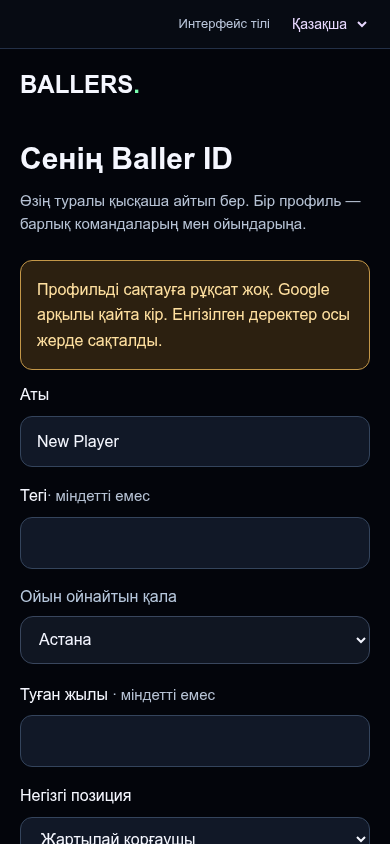 Интерфейс тілі Қазақша
BALLERS.
Сенің Baller ID
Өзің туралы қысқаша айтып бер. Бір профиль —
барлық командаларың мен ойындарыңа.
Профильді сақтауға рұқсат жоқ. Google
арқылы қайта кір. Енгізілген деректер осы
жерде сақталды.
Аты
New Player
Тегі· міндетті емес
Ойын ойнайтын қала
Астана
Туған жылы · міндетті емес
Негізгі позиция
Жартылай қорғаушы